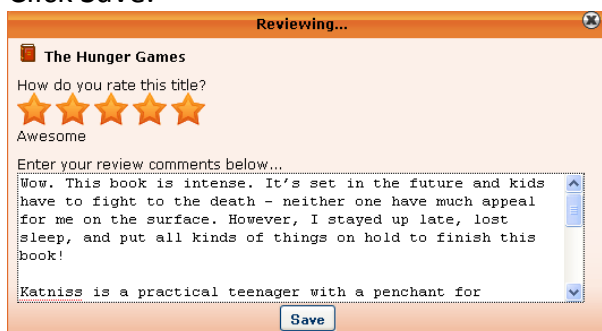 Click Save.
Reviewing...
The Hunger Games
How do you rate this title?
Awesome
Enter your review comments below...
Wow. This book is intense. It's set in the future and kids
have to fight to the death – neither one have much appeal
for me on the surface. However, I stayed up late, lost
sleep, and put all kinds of things on hold to finish this
book!
Katniss is a practical teenager with a penchant for
Save